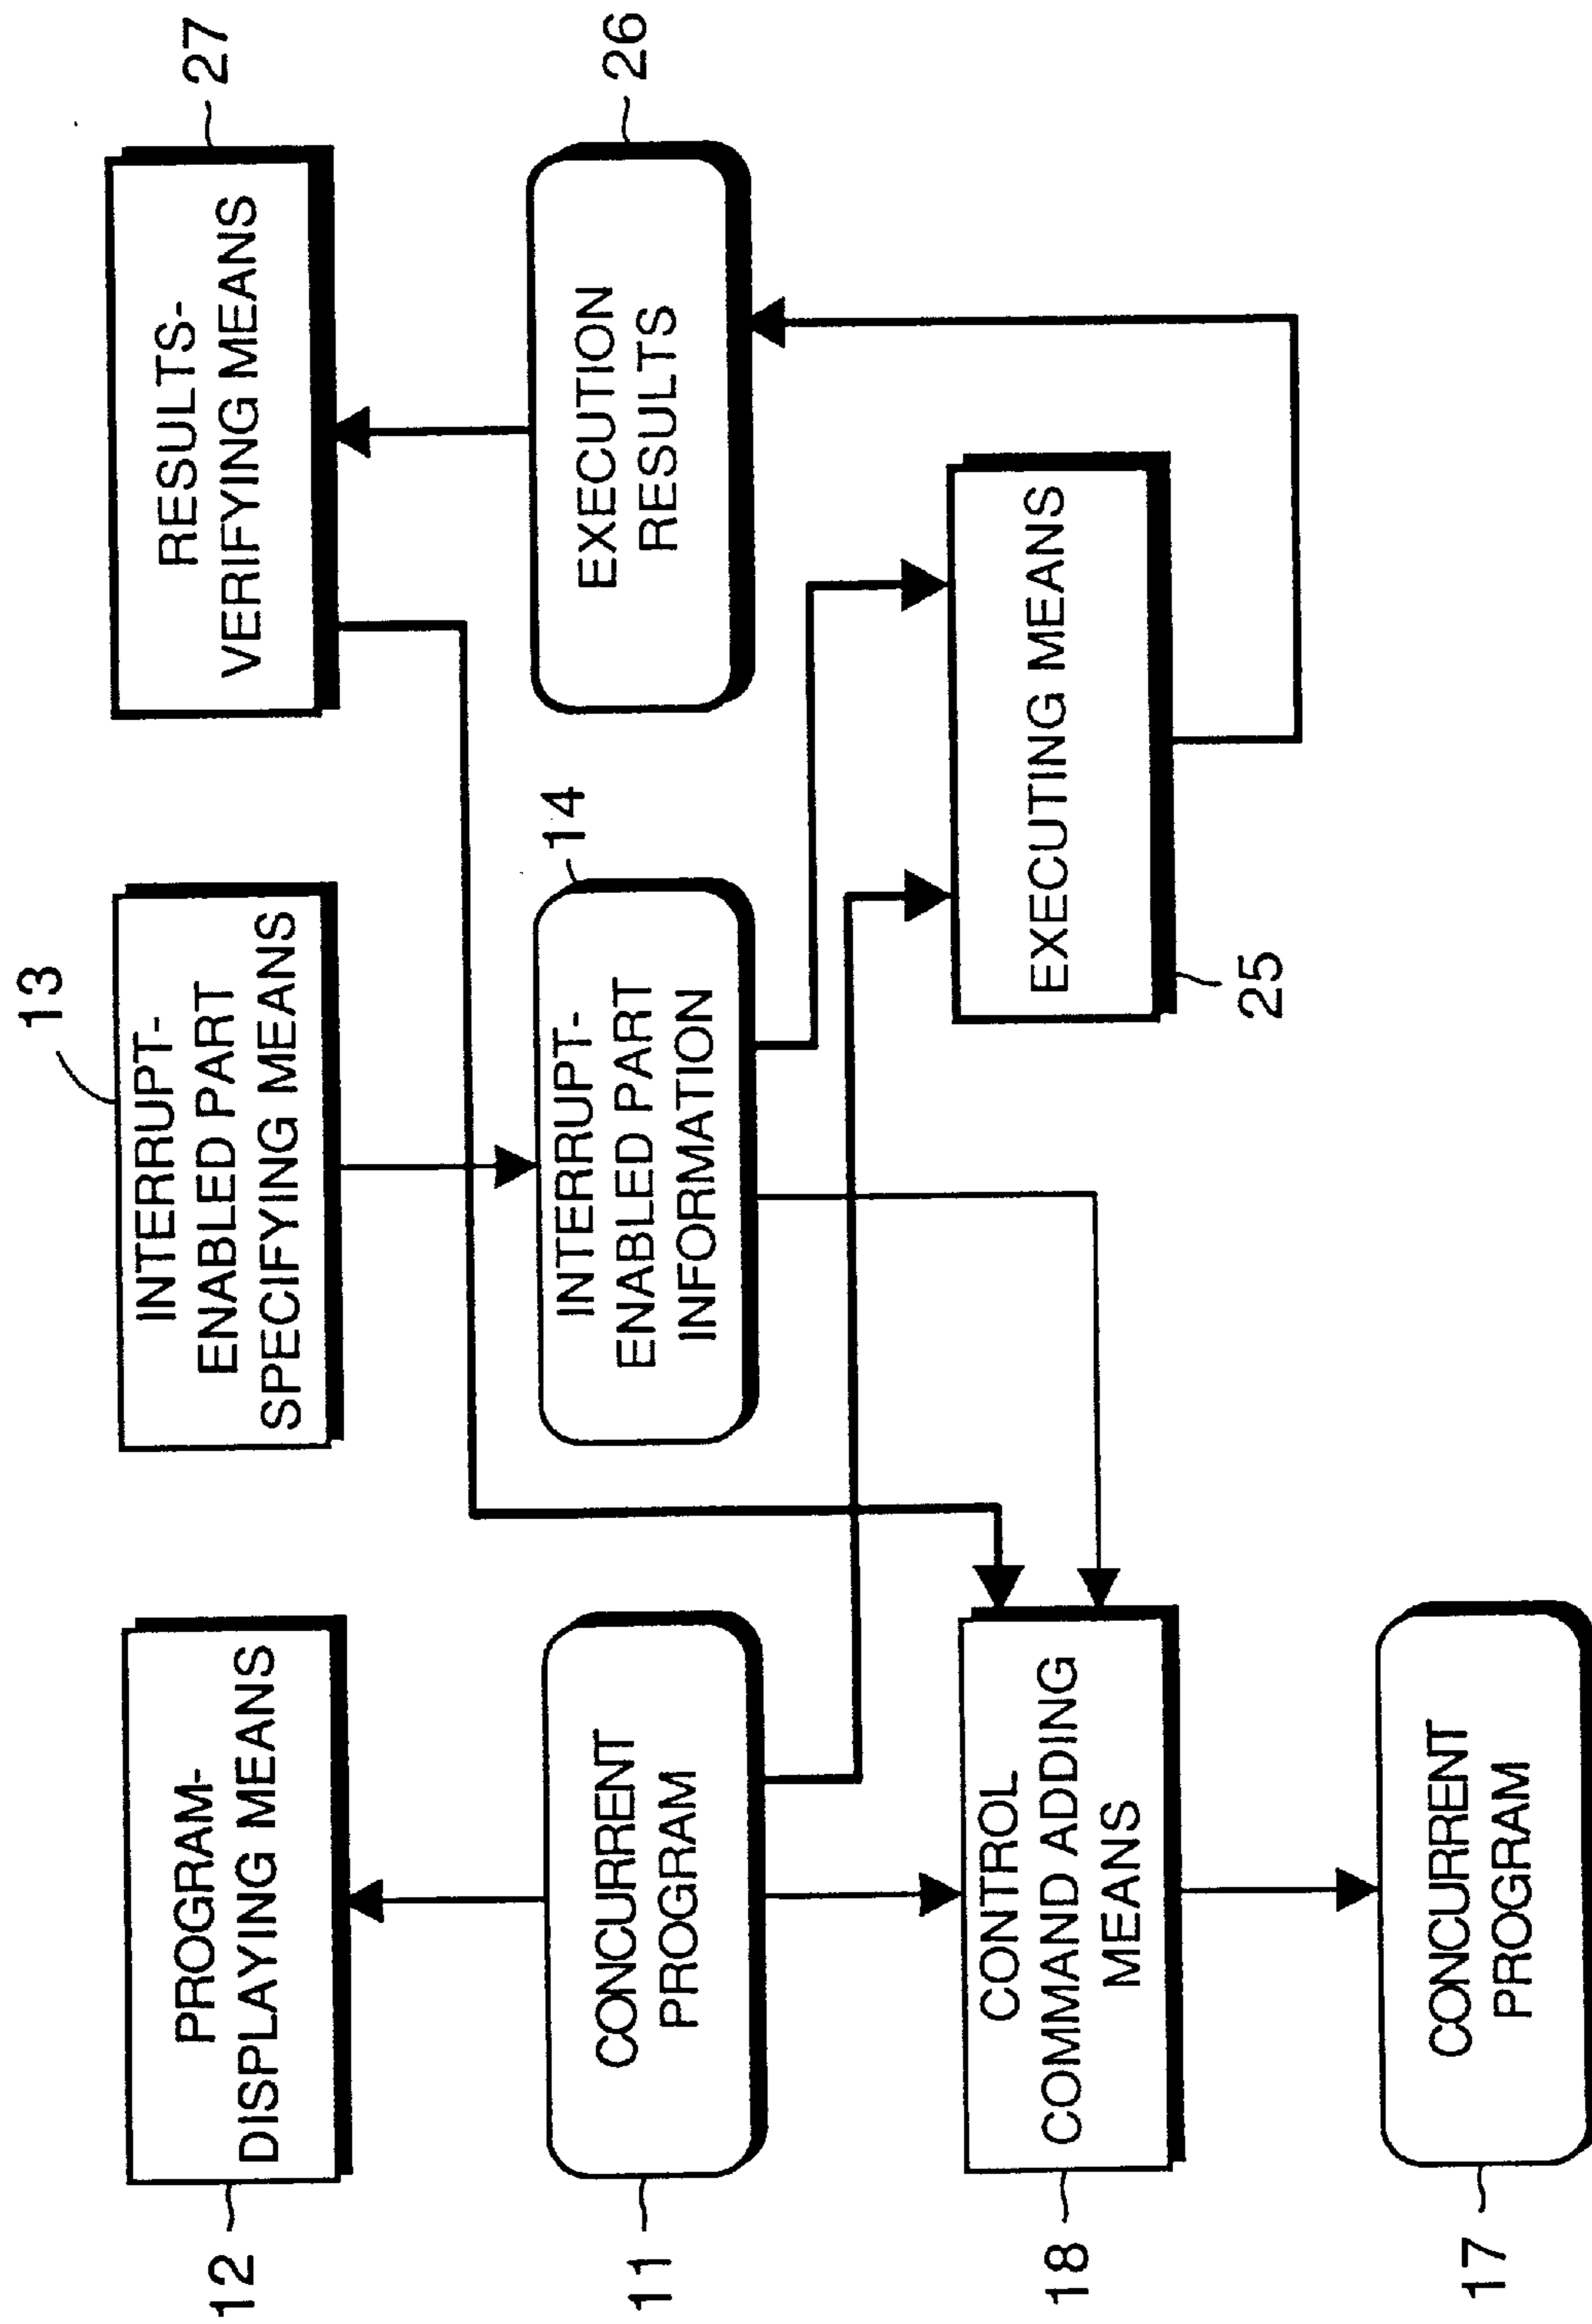 12
PROGRAM-
DISPLAYING MEANS
13
INTERRUPT-
ENABLED PART
SPECIFYING MEANS
RESULTS-
VERIFYING MEANS
27
11
CONCURRENT
PROGRAM
INTERRUPT-
ENABLED PART
INFORMATION
14
EXECUTION
RESULTS
26
18
CONTROL
COMMAND ADDING
MEANS
EXECUTING MEANS
25
17
CONCURRENT
PROGRAM